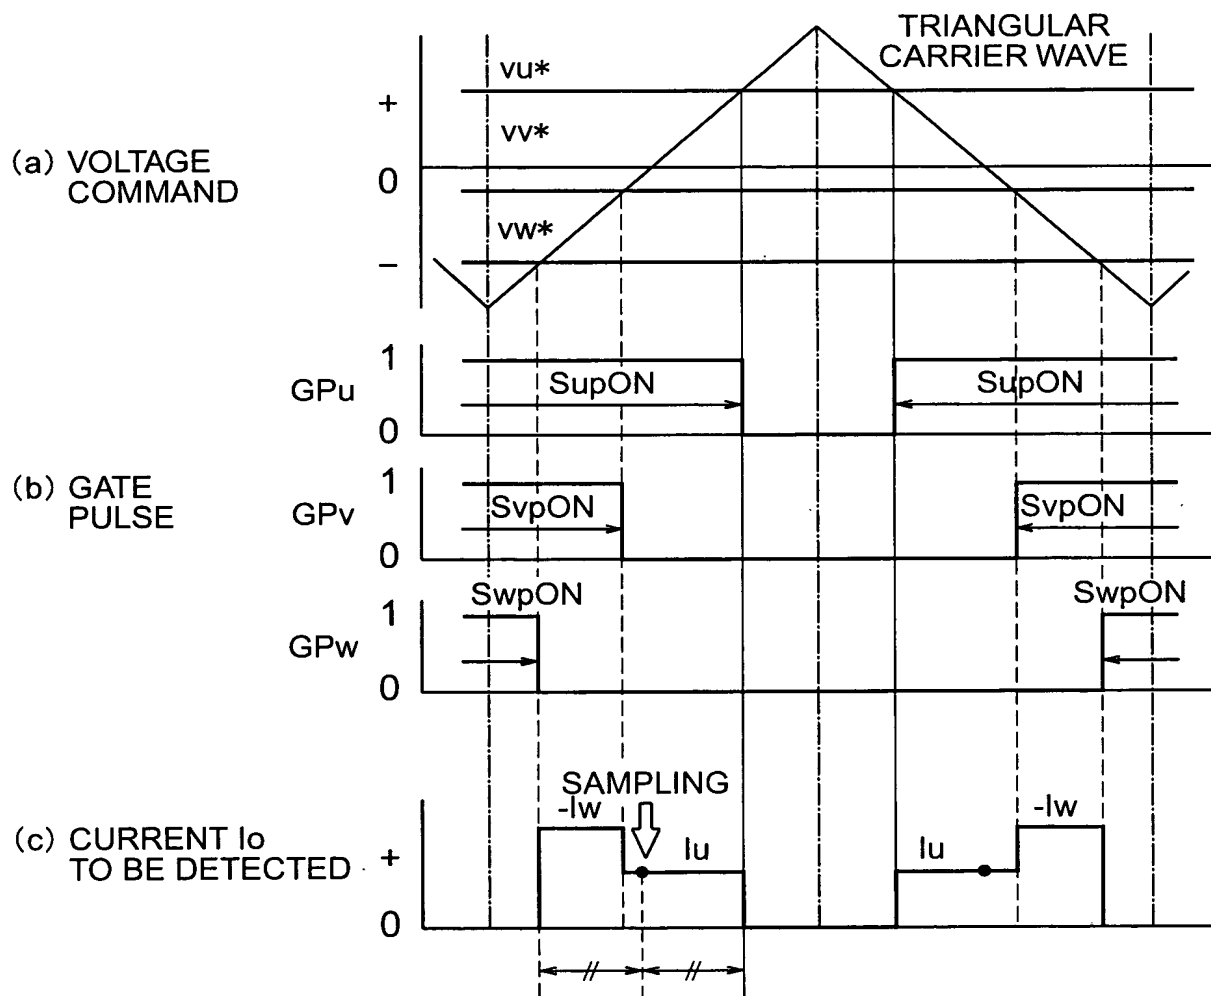 TRIANGULAR
CARRIER WAVE
vu*
+
vv*
(a) VOLTAGE
COMMAND
0
vw*
−
1
GPu
SupON
SupON
0
(b) GATE
PULSE
1
GPv
SvpON
SvpON
0
SwpON
SwpON
1
GPw
0
SAMPLING
-Iw
-Iw
(c) CURRENT Io
TO BE DETECTED
+
Iu
Iu
0